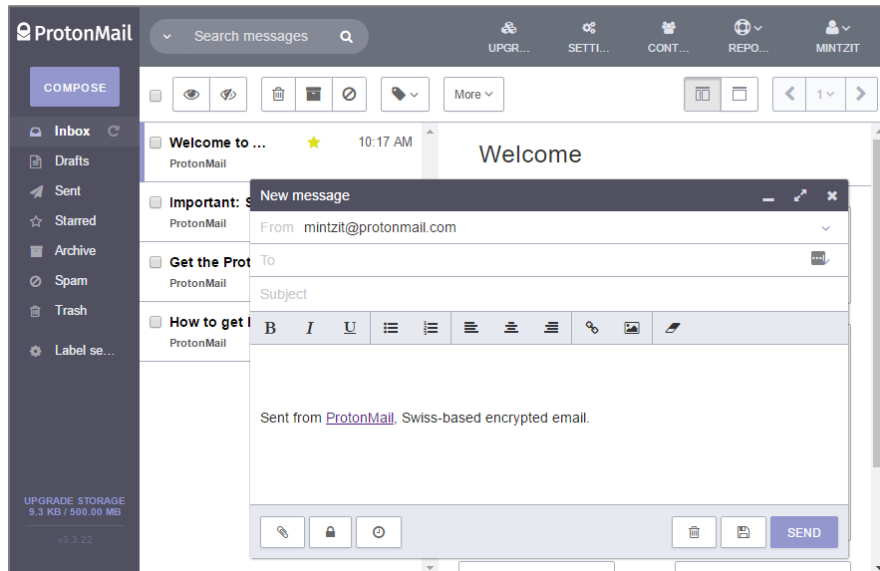 ProtonMail
Search messages
UPGR...
SETTI...
CONT...
REPO...
MINTZIT
COMPOSE
More
1
Inbox
Drafts
Sent
Starred
Archive
Spam
Trash
Label se...
UPGRADE STORAGE
9.3 KB / 500.00 MB
v3.3.22
Welcome to ...
10:17 AM
ProtonMail
Important: S
ProtonMail
Get the Prot
ProtonMail
How to get
ProtonMail
Welcome
New message
From mintzit@protonmail.com
To
Subject
B I U
Sent from ProtonMail, Swiss-based encrypted email.
SEND